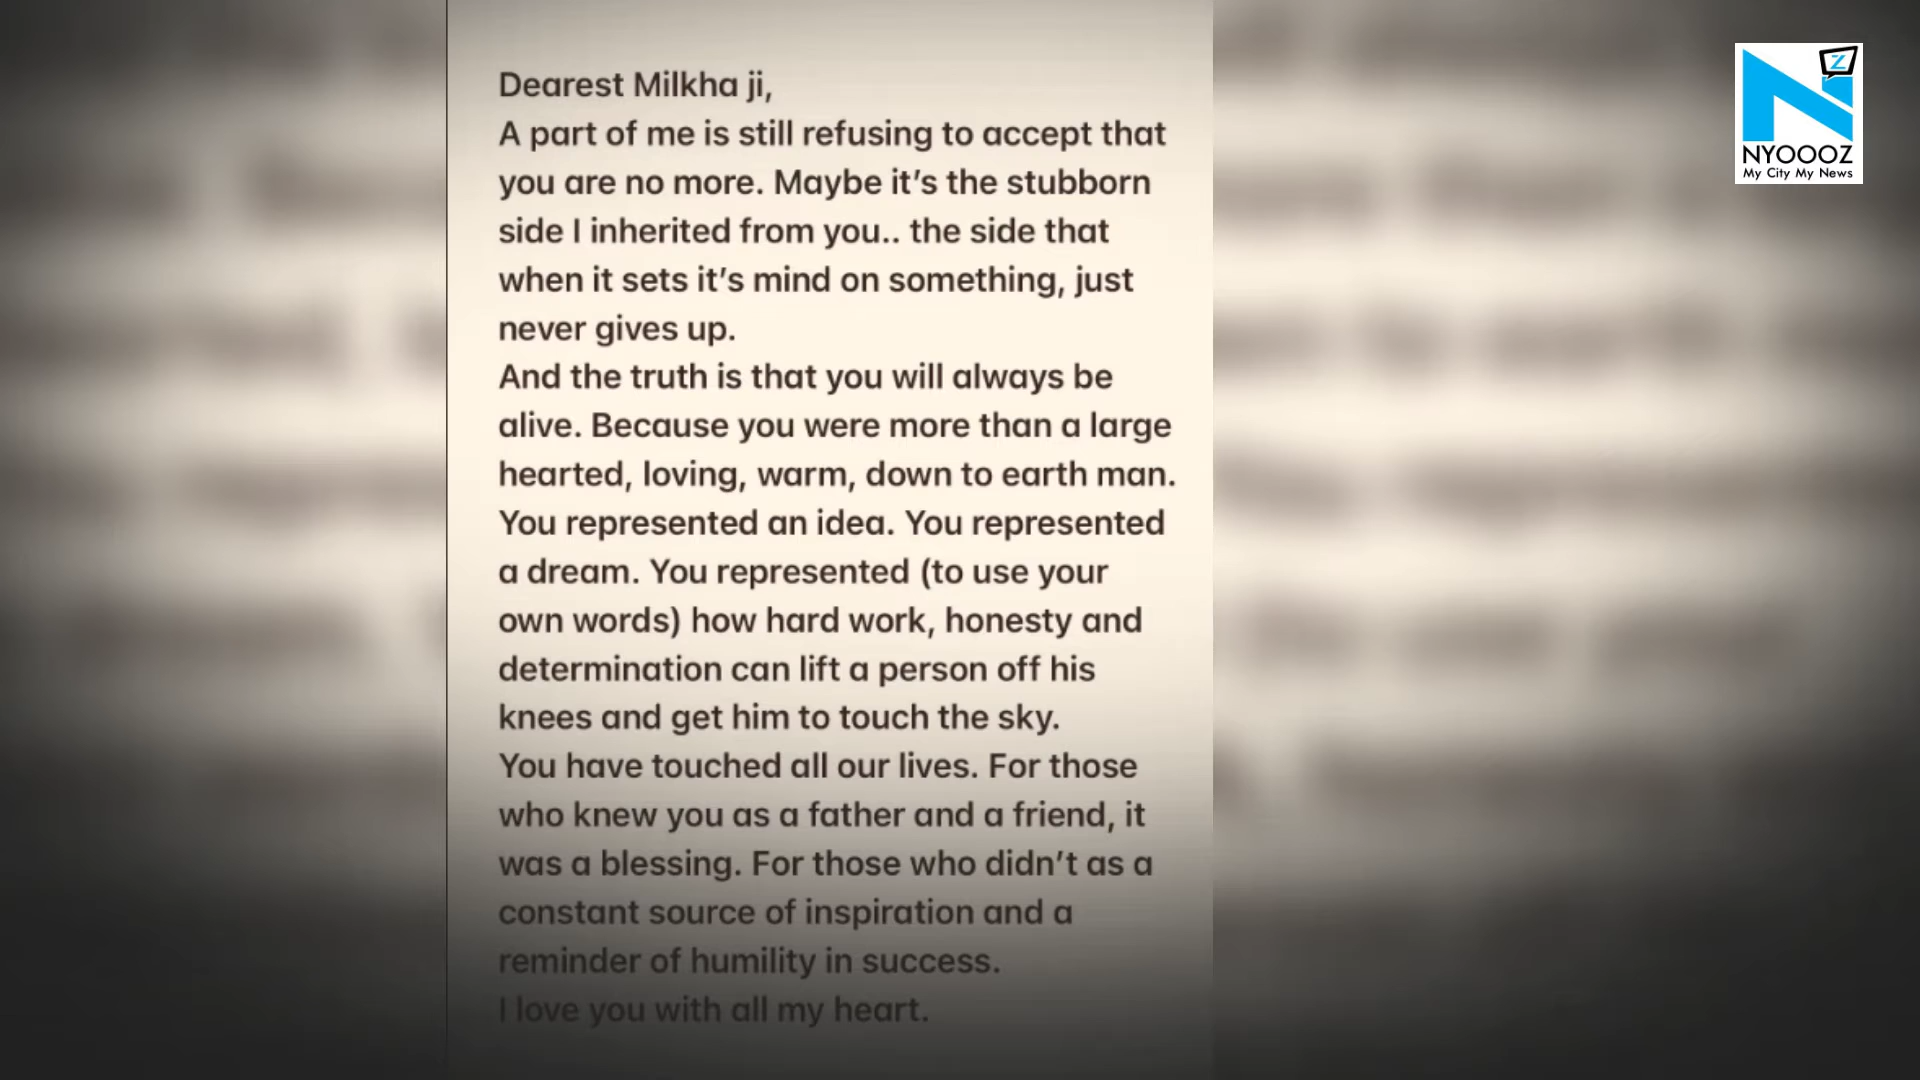 Dearest Milkha ji,
A part of me is still refusing to accept that
you are no more. Maybe it’s the stubborn
side I inherited from you.. the side that
when it sets it’s mind on something, just
never gives up.
And the truth is that you will always be
alive. Because you were more than a large
hearted, loving, warm, down to earth man.
You represented an idea. You represented
a dream. You represented (to use your
own words) how hard work, honesty and
determination can lift a person off his
knees and get him to touch the sky.
You have touched all our lives. For those
who knew you as a father and a friend, it
was a blessing. For those who didn’t as a
constant source of inspiration and a
reminder of humility in success.
I love you with all my heart.
Z
NYOOOZ
My City My News